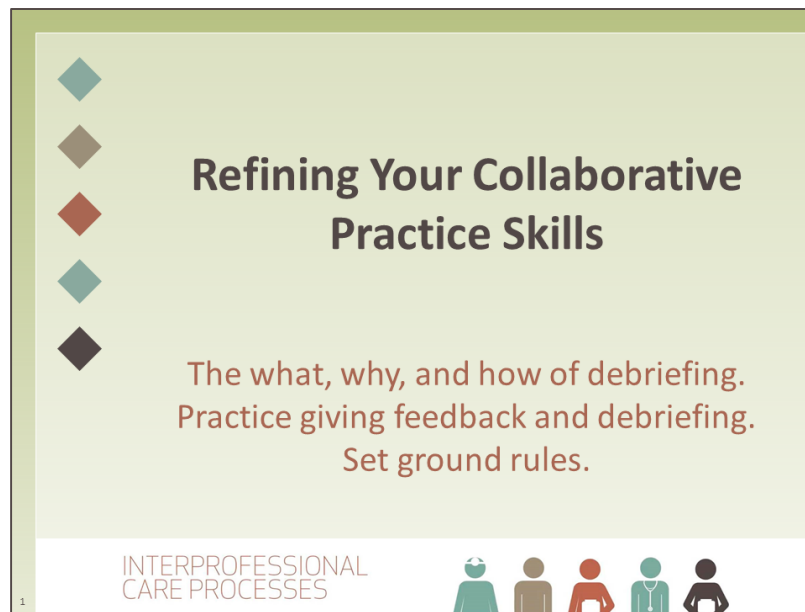 Refining Your Collaborative
Practice Skills
The what, why, and how of debriefing.
Practice giving feedback and debriefing.
Set ground rules.
INTERPROFESSIONAL
CARE PROCESSES
1